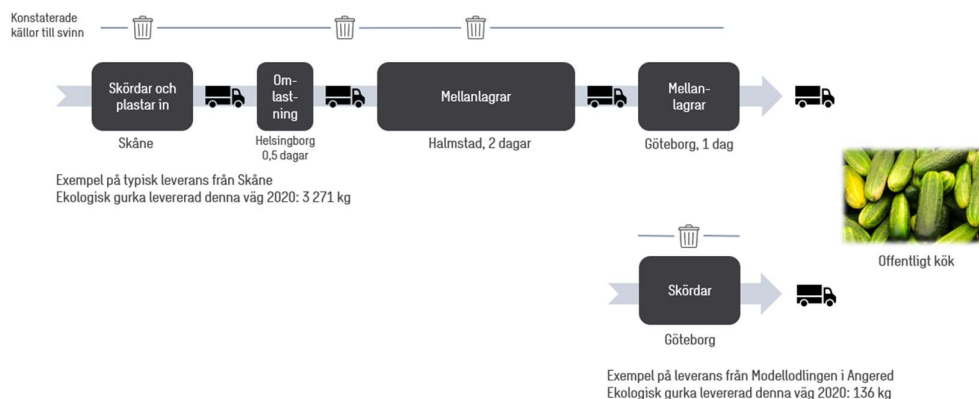 Konstaterade
källor till svinn
Skördar och
plastar in
Om-
last-
ning
Mellanlagrar
Mellan-
lagrar
Skåne
Helsingborg
0,5 dagar
Halmstad, 2 dagar
Göteborg, 1 dag
Exempel på typisk leverans från Skåne
Ekologisk gurka levererad denna väg 2020: 3 271 kg
Offentligt kök
Skördar
Göteborg
Exempel på leverans från Modellodlingen i Angered
Ekologisk gurka levererad denna väg 2020: 136 kg